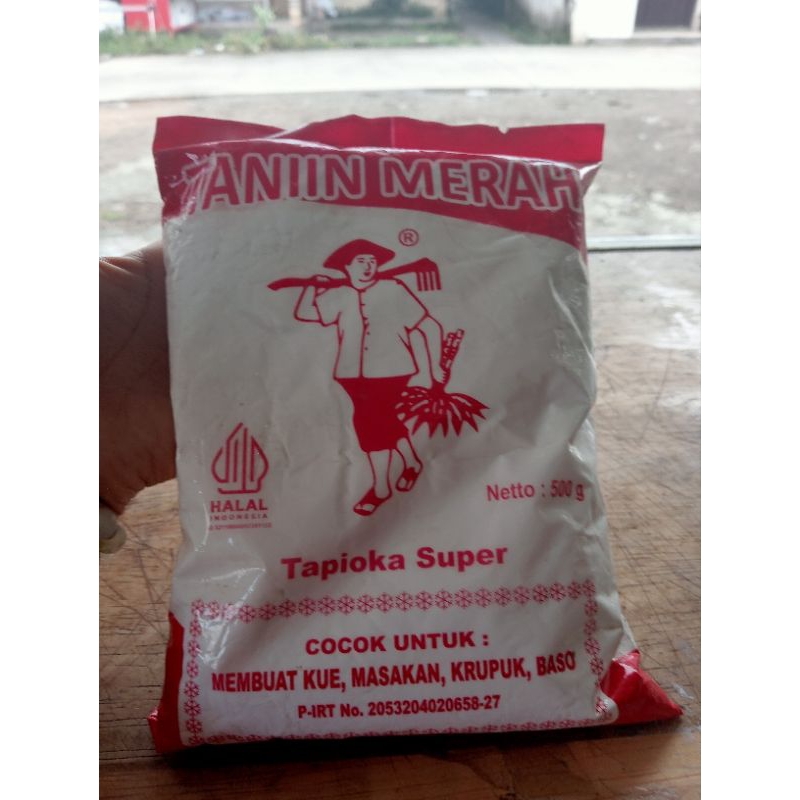 TANIIN MERAH
®
HALAL
INDONESIA
Netto : 500 g
Tapioka Super
COCOK UNTUK :
MEMBUAT KUE, MASAKAN, KRUPUK, BASO
P-IRT No. 2053204020658-27